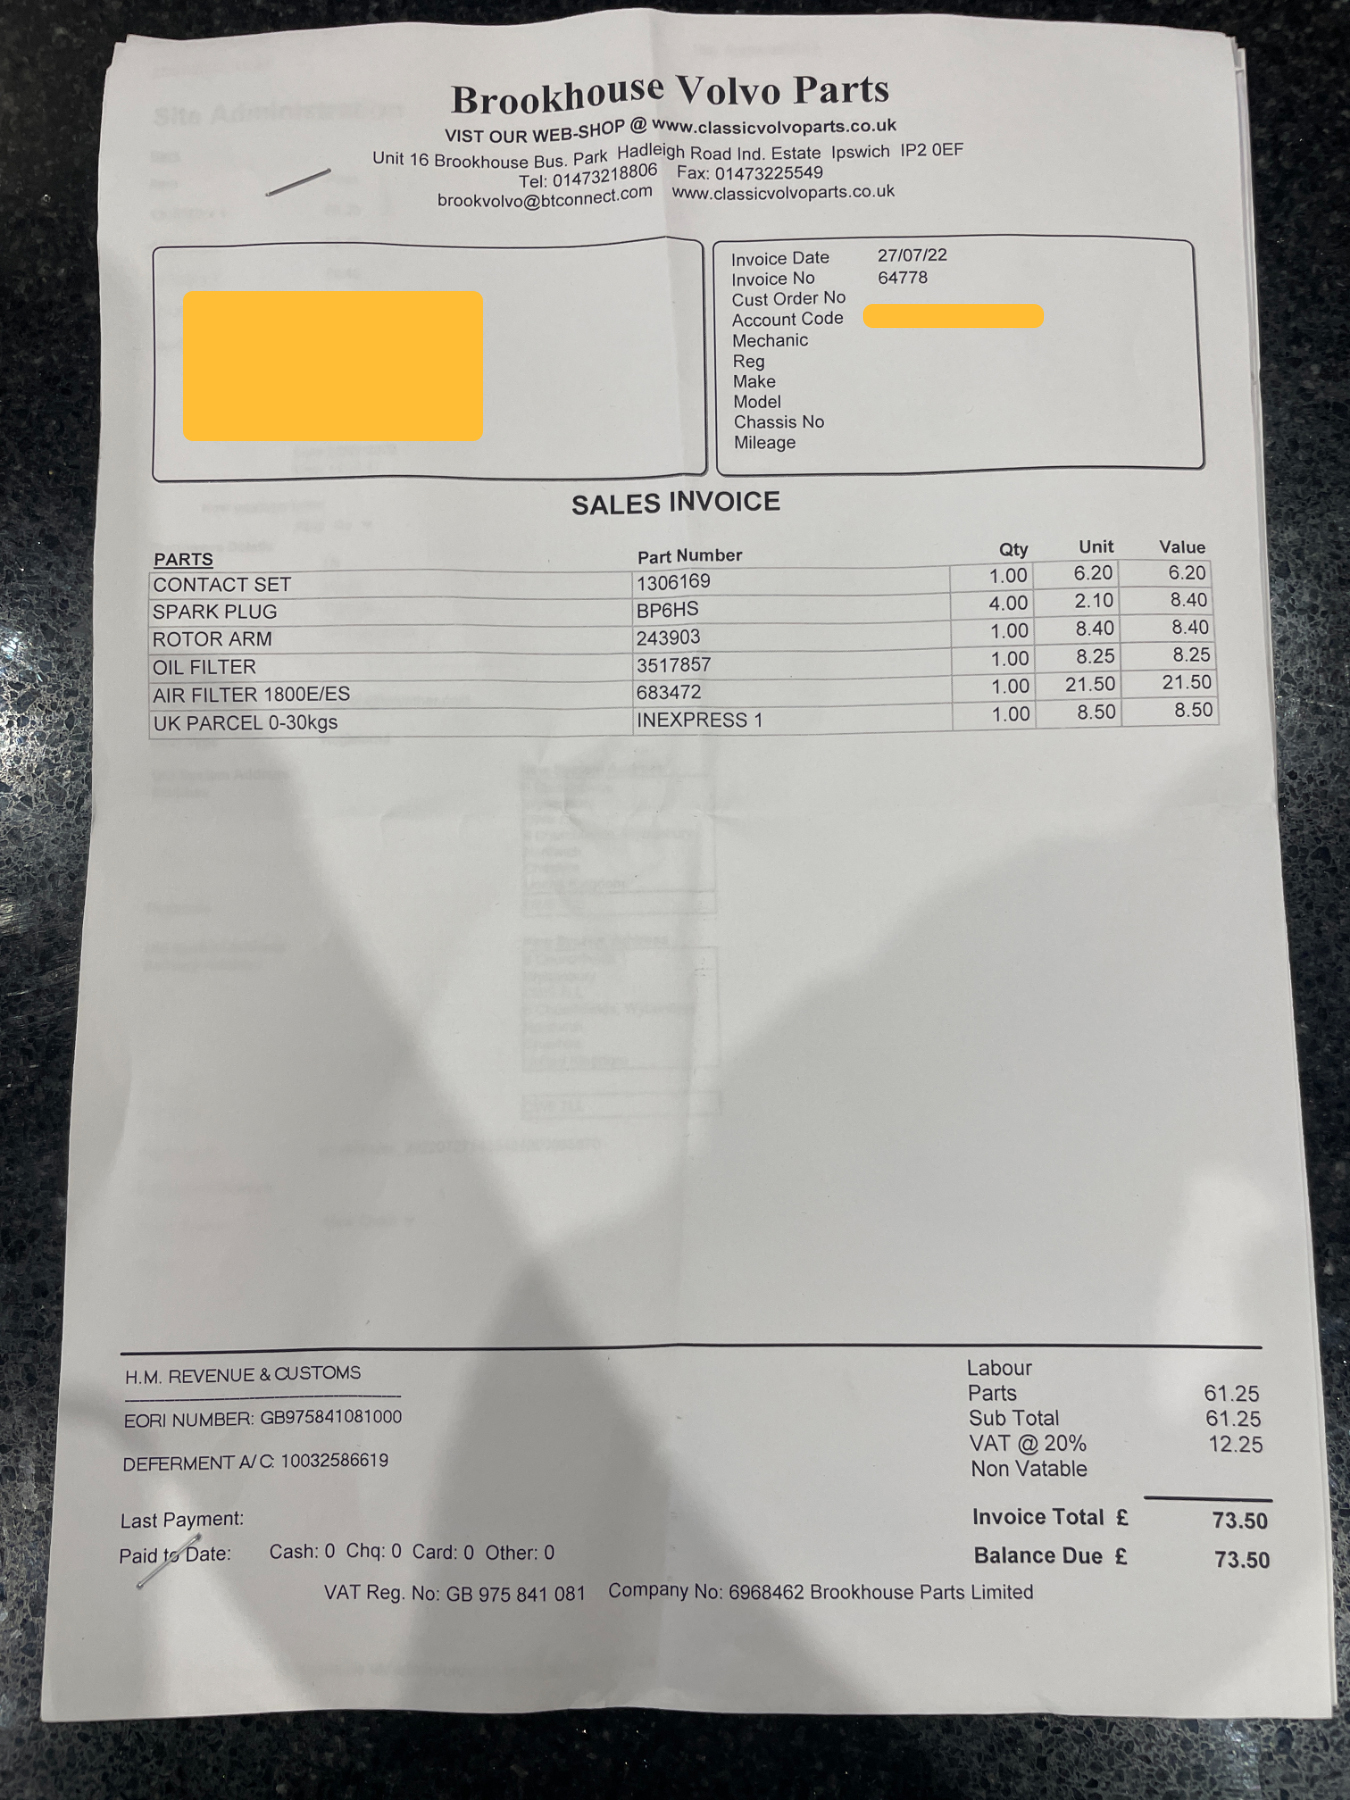 Brookhouse Volvo Parts
VIST OUR WEB-SHOP @ www.classicvolvoparts.co.uk
Unit 16 Brookhouse Bus. Park Hadleigh Road Ind. Estate Ipswich IP2 0EF
Tel: 01473218806 Fax: 01473225549
brookvolvo@btconnect.com www.classicvolvoparts.co.uk
Invoice Date 27/07/22
Invoice No 64778
Cust Order No
Account Code
Mechanic
Reg
Make
Model
Chassis No
Mileage
SALES INVOICE
PARTS Part Number Qty Unit Value
CONTACT SET 1306169 1.00 6.20 6.20
SPARK PLUG BP6HS 4.00 2.10 8.40
ROTOR ARM 243903 1.00 8.40 8.40
OIL FILTER 3517857 1.00 8.25 8.25
AIR FILTER 1800E/ES 683472 1.00 21.50 21.50
UK PARCEL 0-30kgs INEXPRESS 1 1.00 8.50 8.50
H.M. REVENUE & CUSTOMS
EORI NUMBER: GB975841081000
DEFERMENT A/C: 10032586619
Labour
Parts 61.25
Sub Total 61.25
VAT @ 20% 12.25
Non Vatable
Invoice Total £ 73.50
Balance Due £ 73.50
Last Payment:
Paid to Date: Cash: 0 Chq: 0 Card: 0 Other: 0
VAT Reg. No: GB 975 841 081 Company No: 6968462 Brookhouse Parts Limited